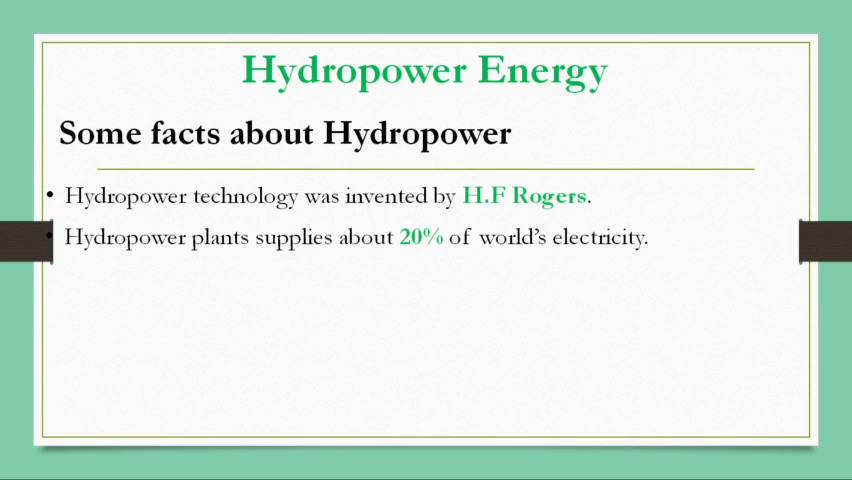 Hydropower Energy
Some facts about Hydropower
• Hydropower technology was invented by H.F Rogers.
• Hydropower plants supplies about 20% of world’s electricity.